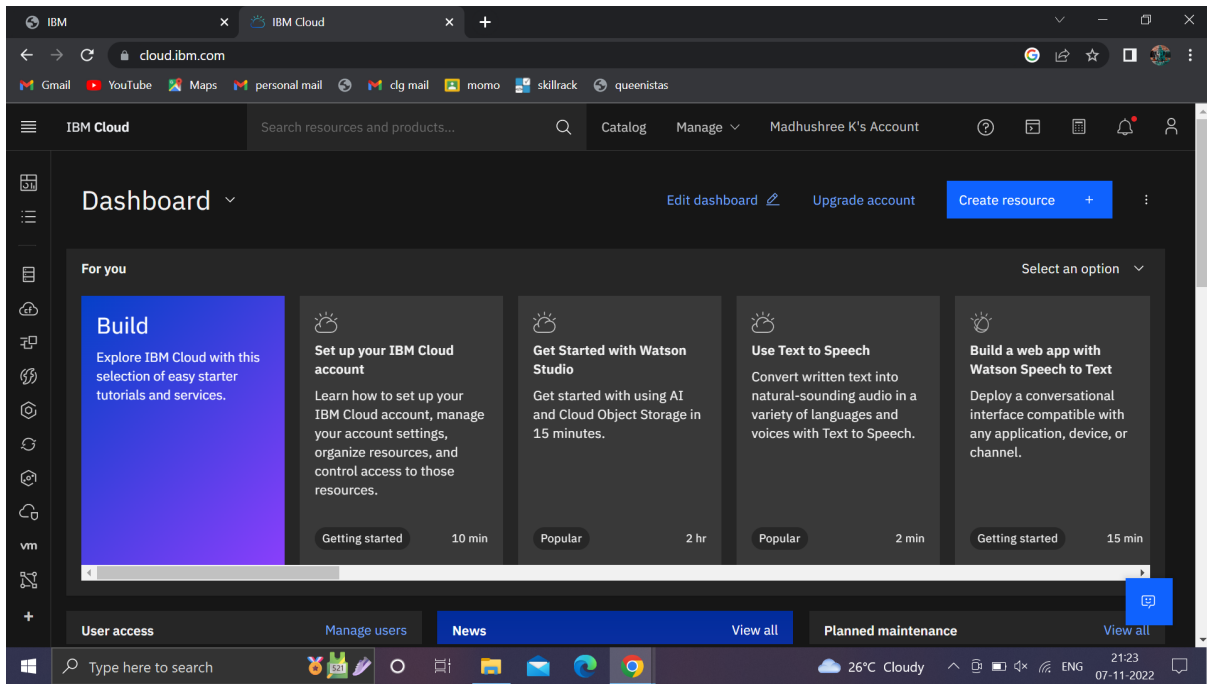 IBM
IBM Cloud
cloud.ibm.com
Gmail YouTube Maps personal mail clg mail momo skillrack queenistas
IBM Cloud Search resources and products... Catalog Manage Madhushree K's Account
Dashboard Edit dashboard Upgrade account Create resource +
For you Select an option
Build
Explore IBM Cloud with this
selection of easy starter
tutorials and services.
Set up your IBM Cloud
account
Learn how to set up your
IBM Cloud account, manage
your account settings,
organize resources, and
control access to those
resources.
Getting started 10 min
Get Started with Watson
Studio
Get started with using AI
and Cloud Object Storage in
15 minutes.
Popular 2 hr
Use Text to Speech
Convert written text into
natural-sounding audio in a
variety of languages and
voices with Text to Speech.
Popular 2 min
Build a web app with
Watson Speech to Text
Deploy a conversational
interface compatible with
any application, device, or
channel.
Getting started 15 min
cf
vm
User access Manage users
News View all
Planned maintenance View all
Type here to search
521
26°C Cloudy
ENG
21:23
07-11-2022